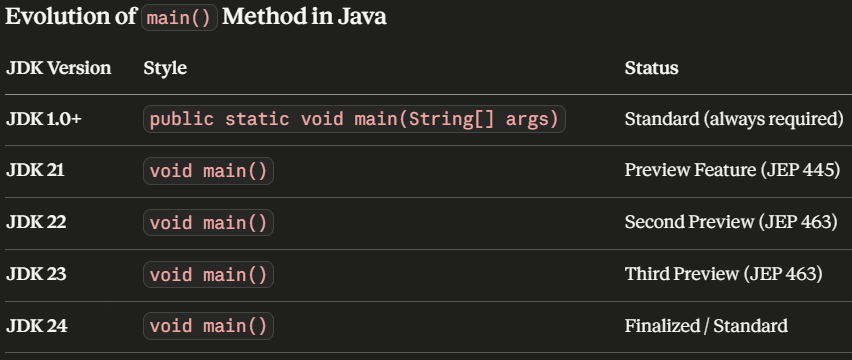 Evolution of main() Method in Java
JDK Version Style Status
JDK 1.0+ public static void main(String[] args) Standard (always required)
JDK 21 void main() Preview Feature (JEP 445)
JDK 22 void main() Second Preview (JEP 463)
JDK 23 void main() Third Preview (JEP 463)
JDK 24 void main() Finalized / Standard